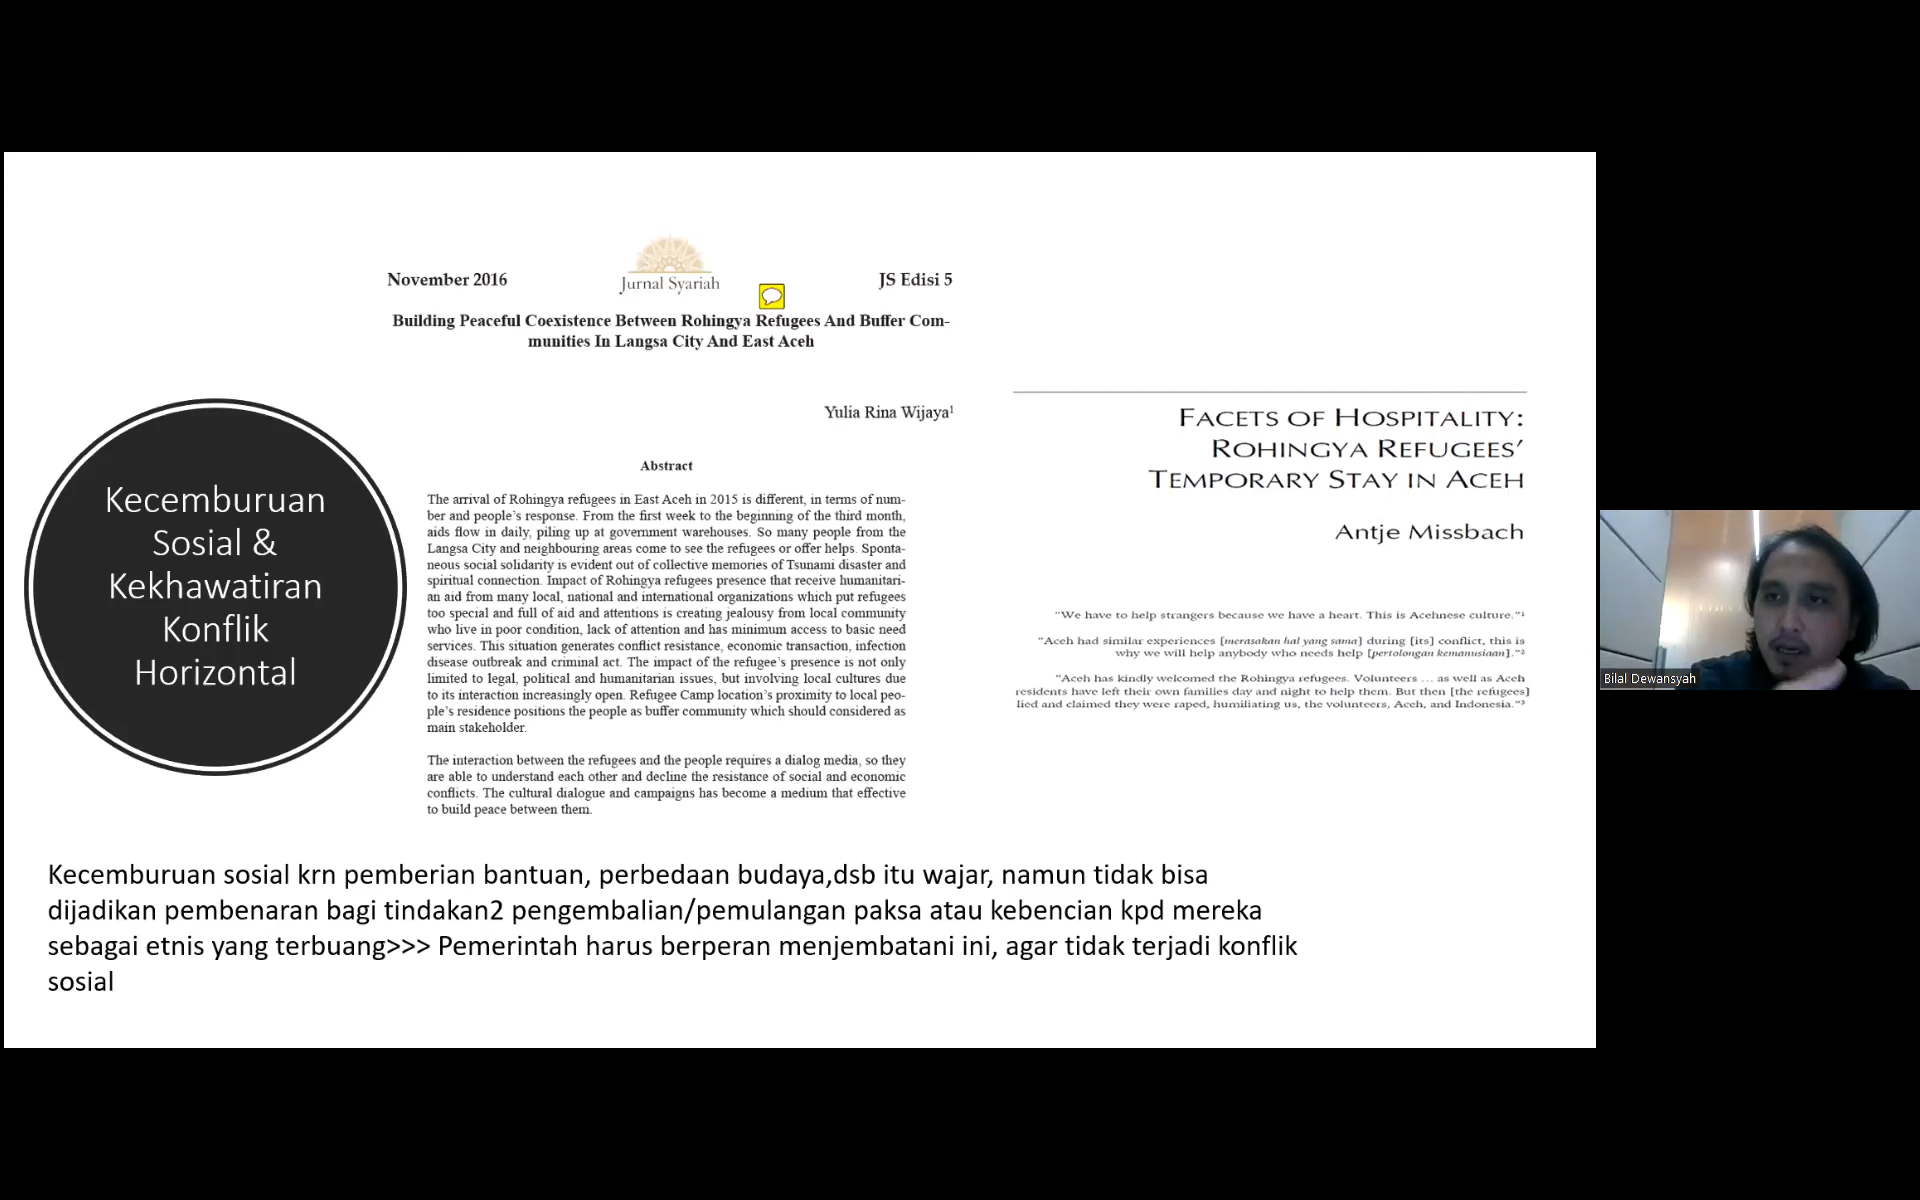 November 2016
Jurnal Syariah
JS Edisi 5
Building Peaceful Coexistence Between Rohingya Refugees And Buffer Com-
munities In Langsa City And East Aceh
Yulia Rina Wijaya¹
Abstract
The arrival of Rohingya refugees in East Aceh in 2015 is different, in terms of num-
ber and people's response. From the first week to the beginning of the third month,
aids flow in daily, piling up at government warehouses. So many people from the
Langsa City and neighbouring areas come to see the refugees or offer helps. Sponta-
neous social solidarity is evident out of collective memories of Tsunami disaster and
spiritual connection. Impact of Rohingya refugees presence that receive humanitari-
an aid from many local, national and international organizations which put refugees
too special and full of aid and attentions is creating jealousy from local community
who live in poor condition, lack of attention and has minimum access to basic need
services. This situation generates conflict resistance, economic transaction, infection
disease outbreak and criminal act. The impact of the refugee's presence is not only
limited to legal, political and humanitarian issues, but involving local cultures due
to its interaction increasingly open. Refugee Camp location's proximity to local peo-
ple's residence positions the people as buffer community which should considered as
main stakeholder.
The interaction between the refugees and the people requires a dialog media, so they
are able to understand each other and decline the resistance of social and economic
conflicts. The cultural dialogue and campaigns has become a medium that effective
to build peace between them.
FACETS OF HOSPITALITY:
ROHINGYA REFUGEES'
TEMPORARY STAY IN ACEH
Antje Missbach
"We have to help strangers because we have a heart. This is Acehnese culture."¹
"Aceh had similar experiences [merasakan hal yang sama] during [its] conflict, this is
why we will help anybody who needs help [pertolongan kemanusiaan]."²
"Aceh has kindly welcomed the Rohingya refugees. Volunteers … as well as Aceh
residents have left their own families day and night to help them. But then [the refugees]
lied and claimed they were raped, humiliating us, the volunteers, Aceh, and Indonesia."³
Kecemburuan
Sosial &
Kekhawatiran
Konflik
Horizontal
Kecemburuan sosial krn pemberian bantuan, perbedaan budaya,dsb itu wajar, namun tidak bisa
dijadikan pembenaran bagi tindakan2 pengembalian/pemulangan paksa atau kebencian kpd mereka
sebagai etnis yang terbuang>>> Pemerintah harus berperan menjembatani ini, agar tidak terjadi konflik
sosial
Bilal Dewansyah